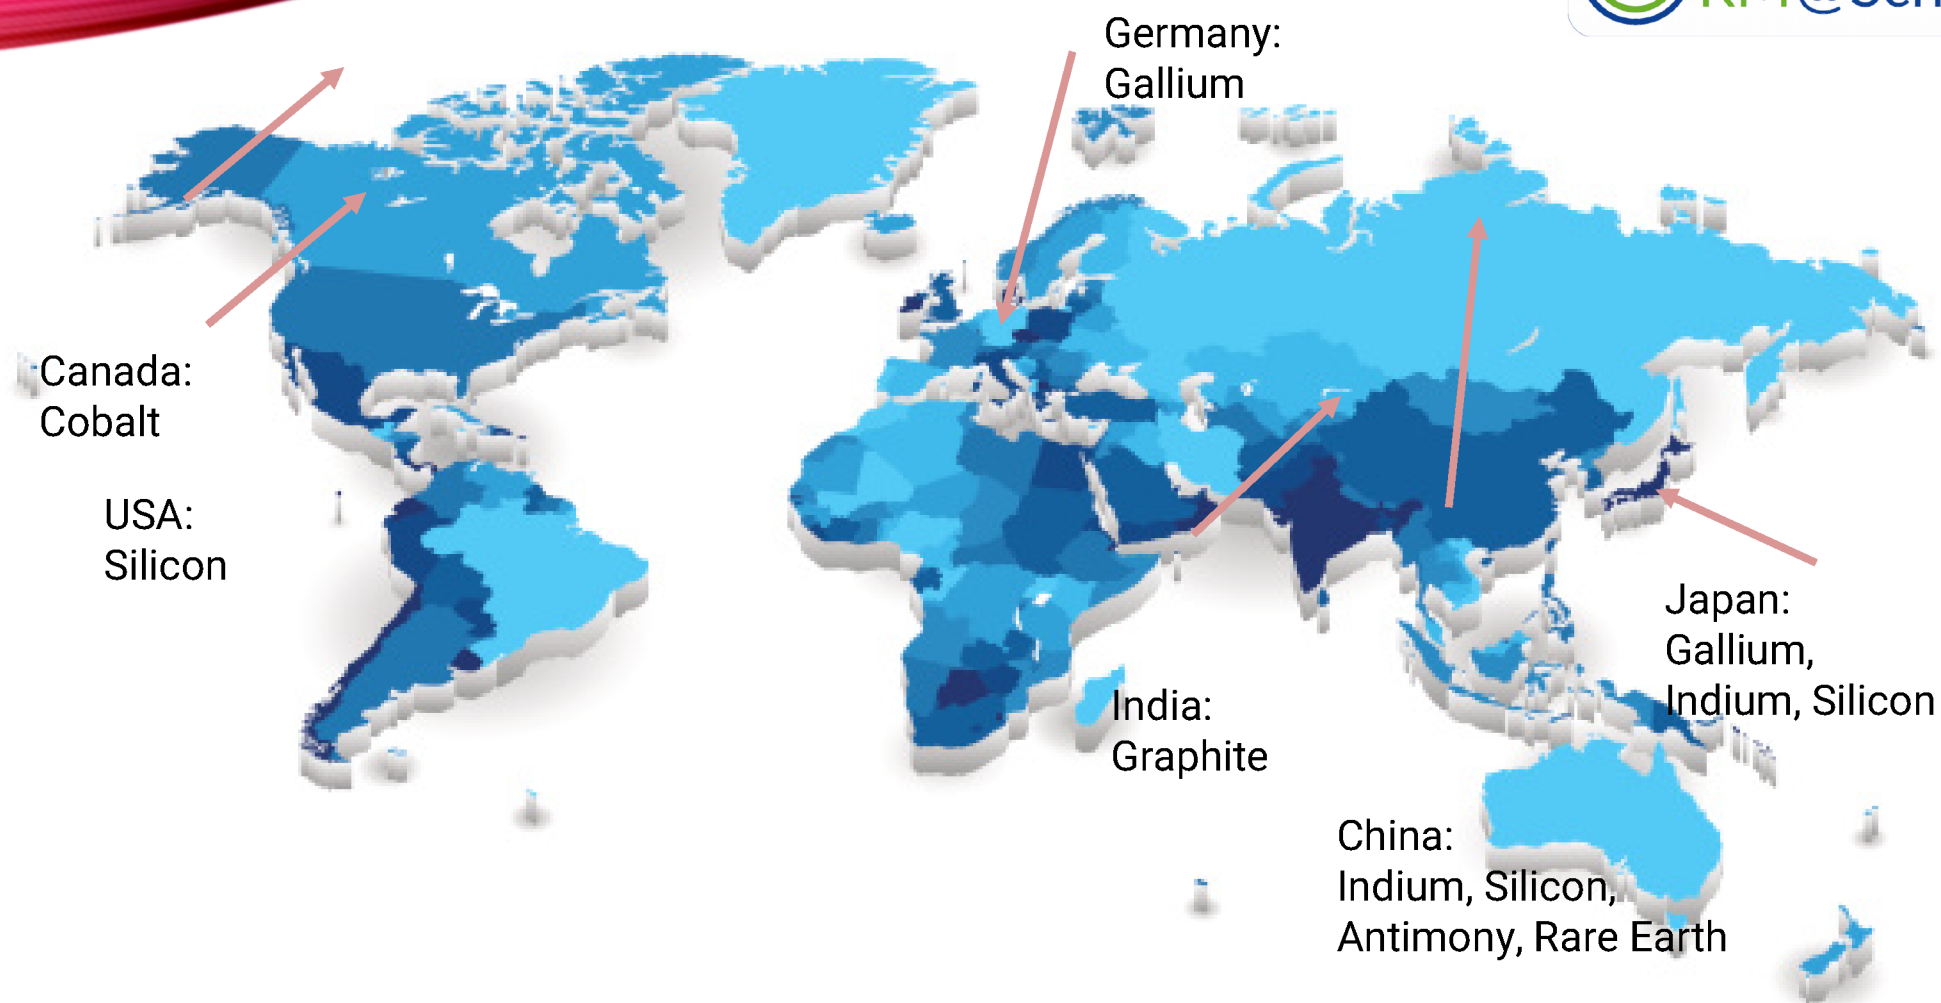 Germany:
Gallium
Canada:
Cobalt
USA:
Silicon
Japan:
Gallium,
Indium, Silicon
India:
Graphite
China:
Indium, Silicon,
Antimony, Rare Earth